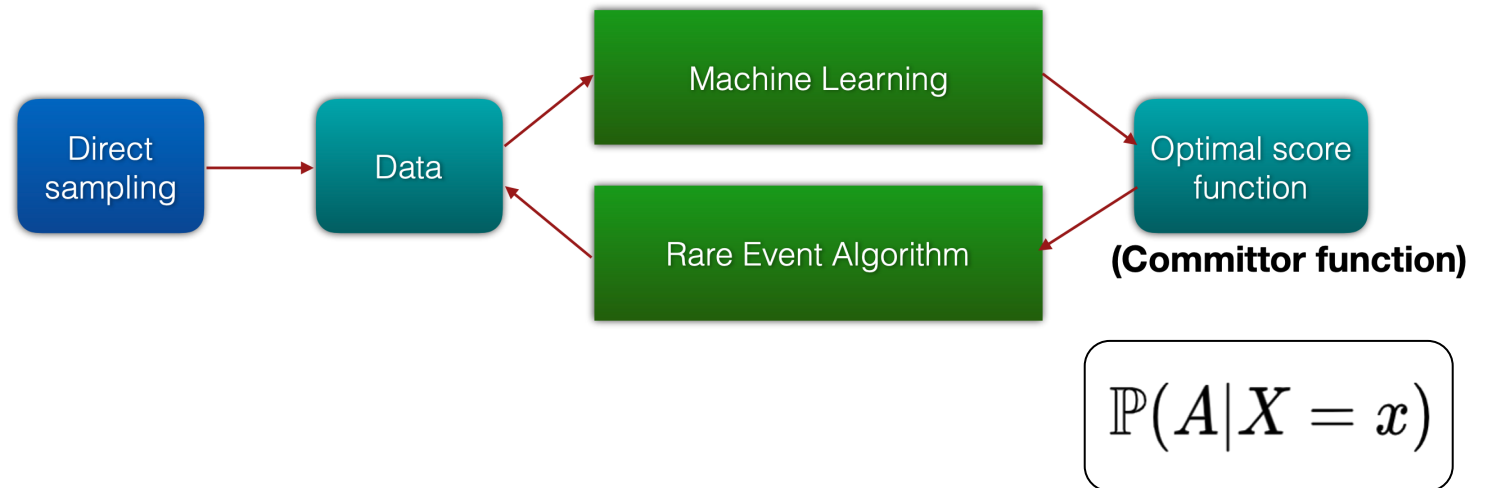 Direct
sampling
Data
Machine Learning
Rare Event Algorithm
Optimal score
function
(Committor function)
ℙ(A|X = x)